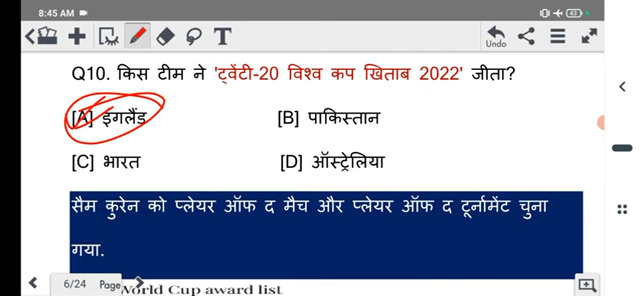 8:45 AM
43
Undo
Q10. किस टीम ने 'ट्वेंटी-20 विश्व कप खिताब 2022' जीता?
[A] इंगलैंड [B] पाकिस्तान
[C] भारत [D] ऑस्ट्रेलिया
सैम कुरेन को प्लेयर ऑफ द मैच और प्लेयर ऑफ द टूर्नामेंट चुना
गया.
6/24 Page
World Cup award list